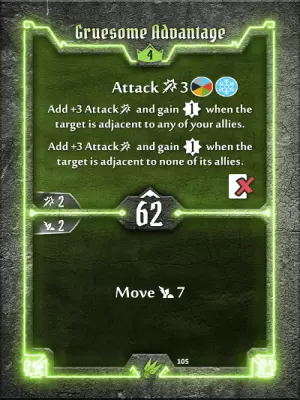 Gruesome Advantage
4
Attack 3
Add +3 Attack and gain 1 when the
target is adjacent to any of your allies.
Add +3 Attack and gain 1 when the
target is adjacent to none of its allies.
2
62
2
Move 7
105